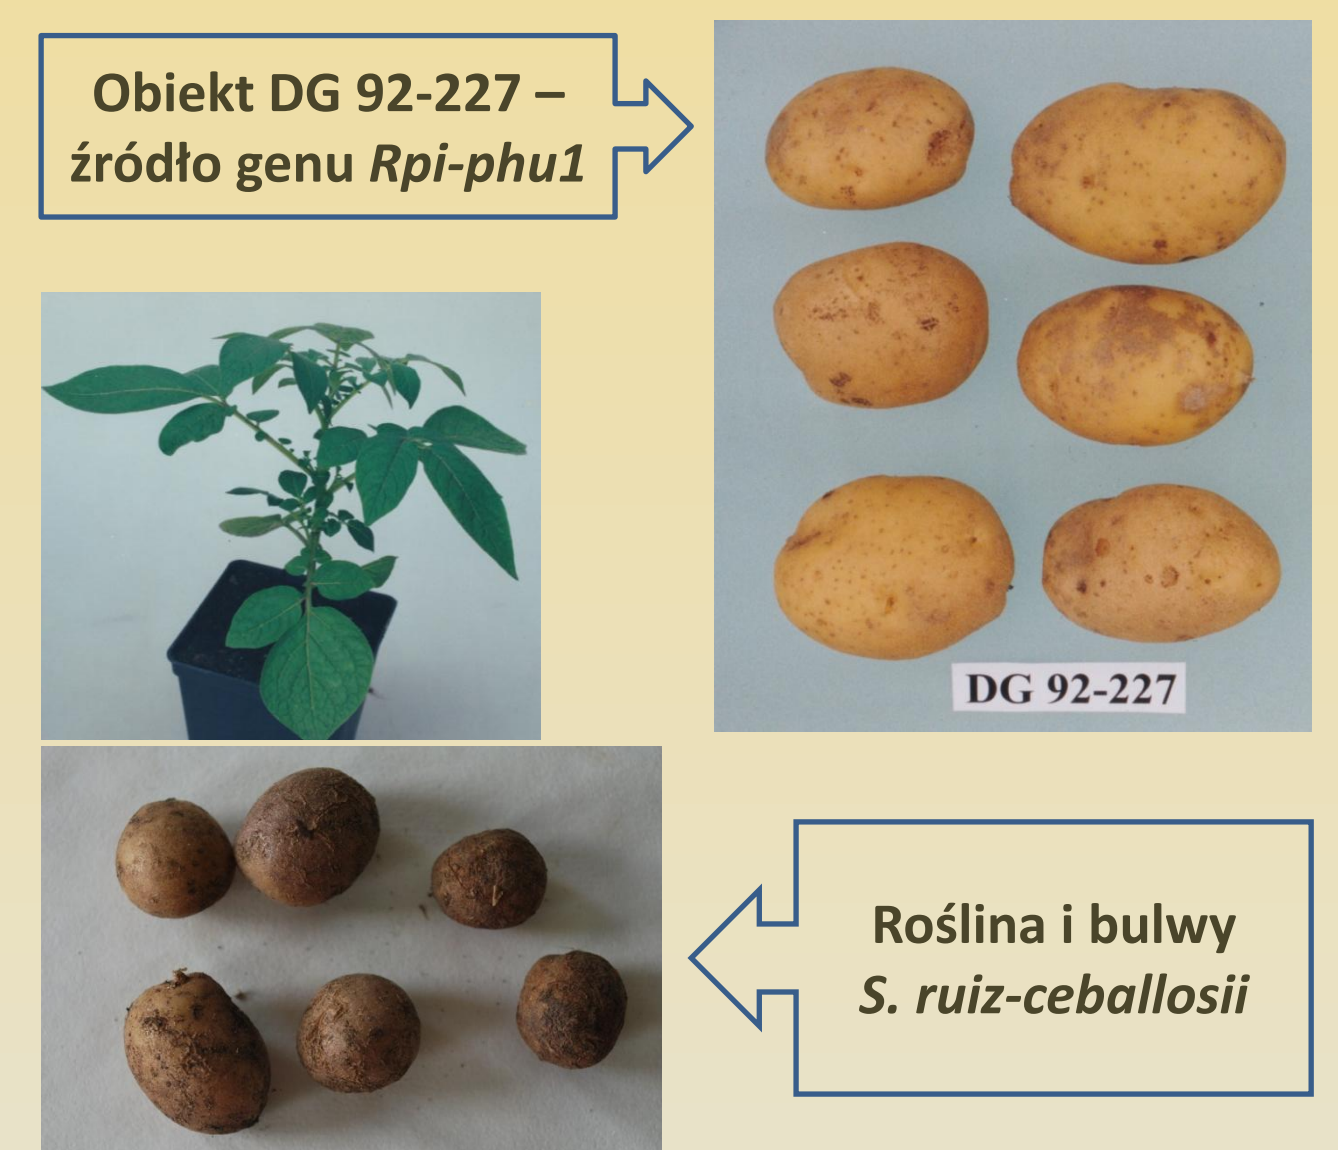 Obiekt DG 92-227 –
źródło genu Rpi-phu1
DG 92-227
Roślina i bulwy
S. ruiz-ceballosii